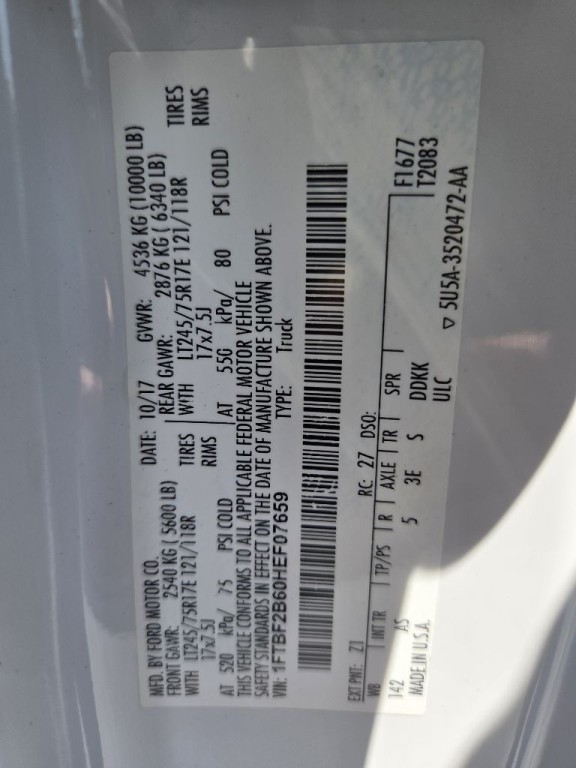 MFD. BY FORD MOTOR CO. DATE: 10/17 GVWR: 4536 KG (10000 LB)
FRONT GAWR: 2540 KG ( 5600 LB) REAR GAWR: 2876 KG ( 6340 LB)
WITH LT245/75R17E 121/118R TIRES WITH LT245/75R17E 121/118R TIRES
17x7.5J RIMS 17x7.5J RIMS
AT 520 kPa/ 75 PSI COLD AT 550 kPa/ 80 PSI COLD
THIS VEHICLE CONFORMS TO ALL APPLICABLE FEDERAL MOTOR VEHICLE
SAFETY STANDARDS IN EFFECT ON THE DATE OF MANUFACTURE SHOWN ABOVE.
VIN: 1FTBF2B60HEF07659 TYPE: Truck
EXT PNT: Z1 RC: 27 DSO:
WB INT TR TP/PS R AXLE TR SPR F1677
142 AS 5 3E S DDKK T2083
MADE IN U.S.A. ULC ▽ 5U5A-3520472-AA